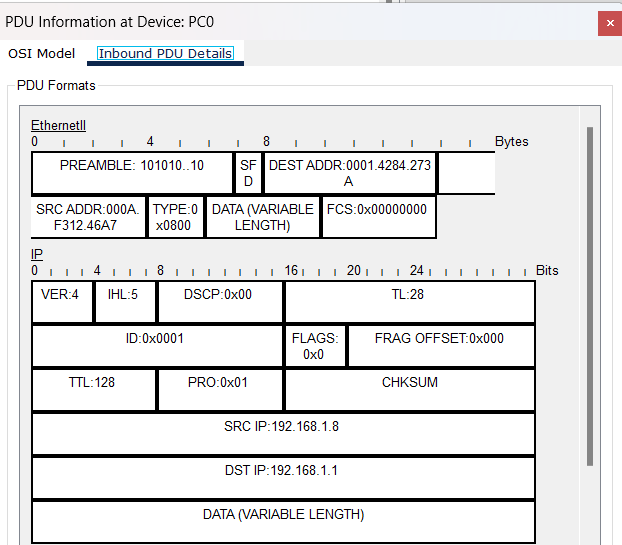 PDU Information at Device: PC0
×
OSI Model Inbound PDU Details
PDU Formats
EthernetII
0 4 8 Bytes
PREAMBLE: 101010..10
SF
D
DEST ADDR:0001.4284.273
A
SRC ADDR:000A.
F312.46A7
TYPE:0
x0800
DATA (VARIABLE
LENGTH)
FCS:0x00000000
IP
0 4 8 16 20 24 Bits
VER:4 IHL:5 DSCP:0x00 TL:28
ID:0x0001
FLAGS:
0x0
FRAG OFFSET:0x000
TTL:128 PRO:0x01 CHKSUM
SRC IP:192.168.1.8
DST IP:192.168.1.1
DATA (VARIABLE LENGTH)